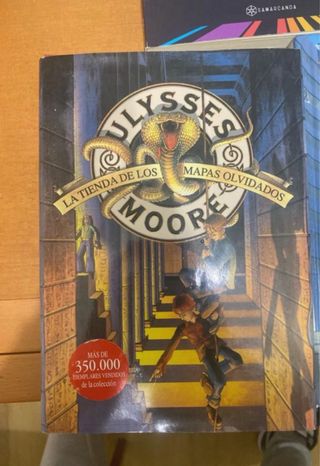 SAMARCANDA
ULYSSES
LA TIENDA DE LOS MAPAS OLVIDADOS
MOORE
MÁS DE
350.000
EJEMPLARES VENDIDOS
de la colección